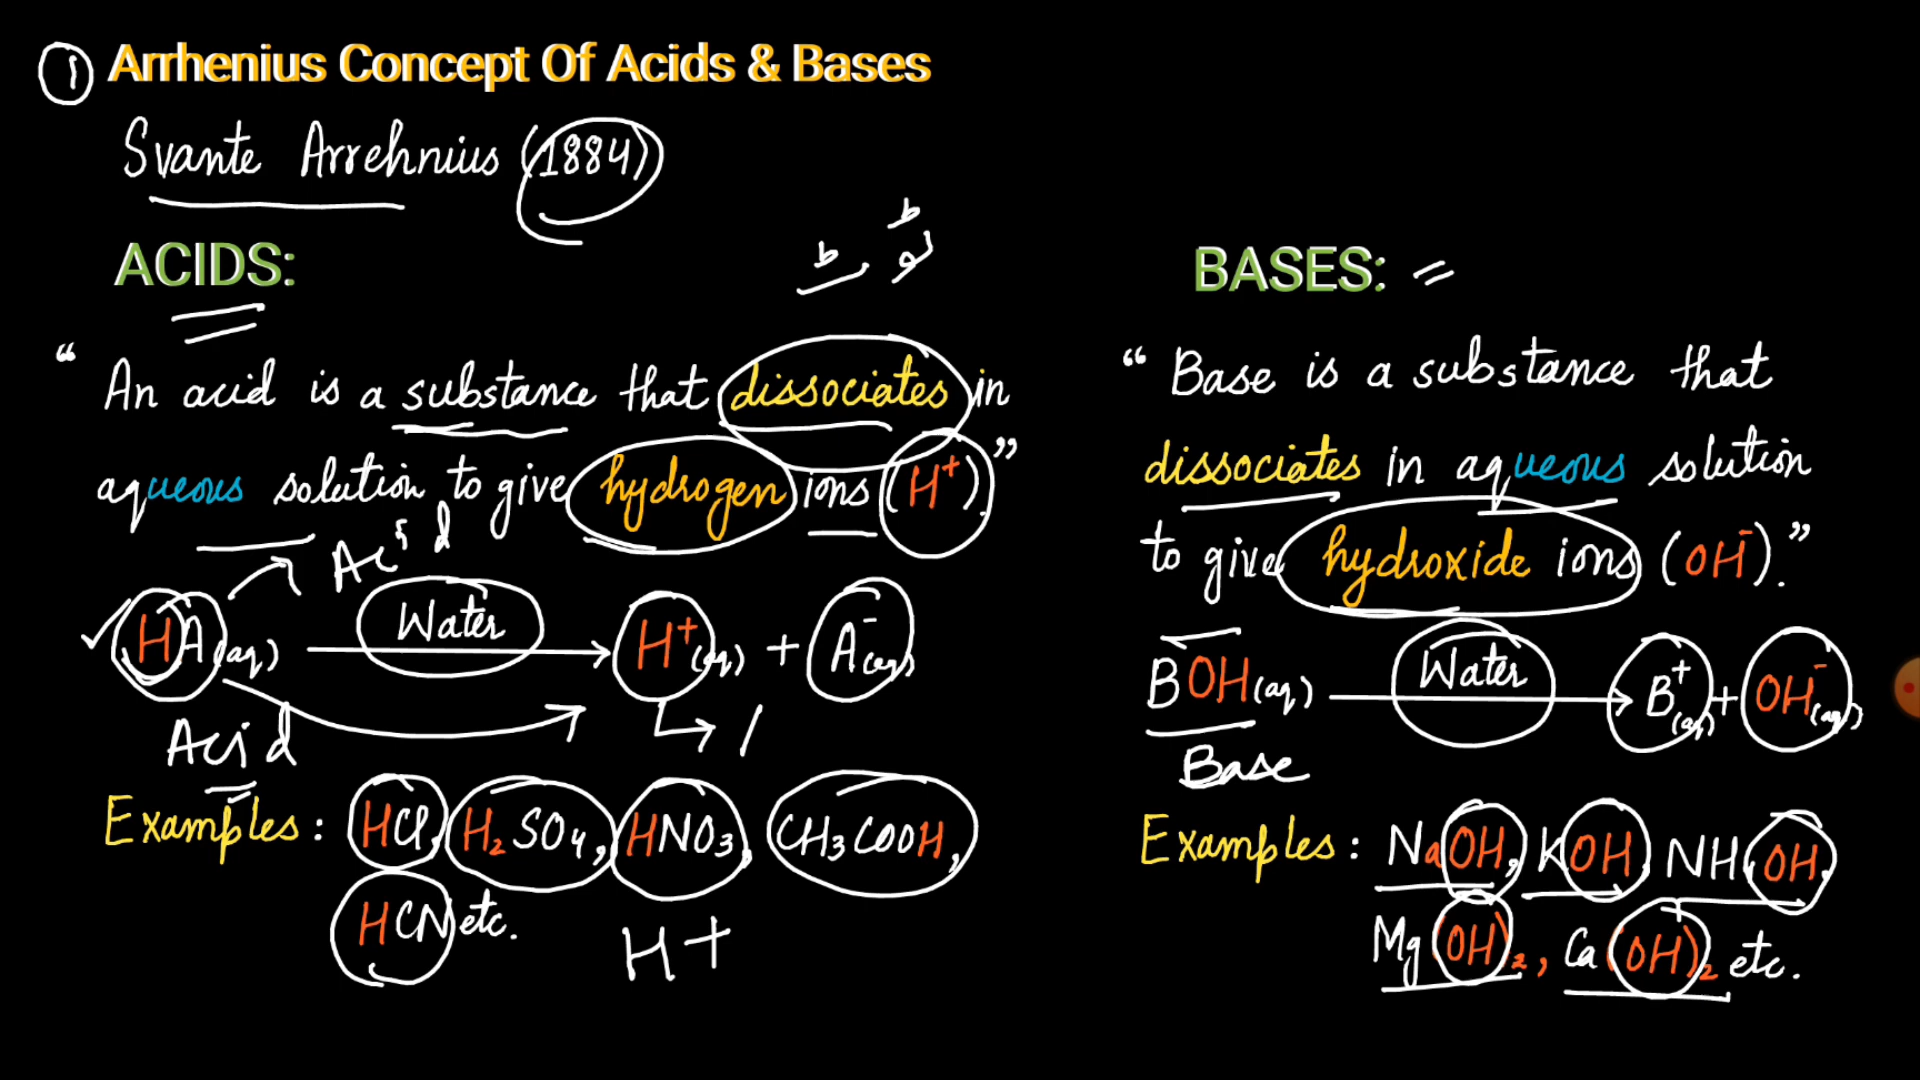 1 Arrhenius Concept Of Acids & Bases
Svante Arrehnius (1884)
ٹوٹ
ACIDS:
“ An acid is a substance that dissociates in
aqueous solution to give hydrogen ions (H+).”
Acid
HA(aq) Water → H+(aq) + A-(aq)
Acid
Examples : HCl, H2SO4, HNO3, CH3COOH,
HCN etc.
H+
BASES:
“ Base is a substance that
dissociates in aqueous solution
to give hydroxide ions (OH-).”
BOH(aq) Water → B+(aq) + OH-(aq)
Base
Examples : NaOH, KOH, NH4OH,
Mg(OH)2, Ca(OH)2 etc.